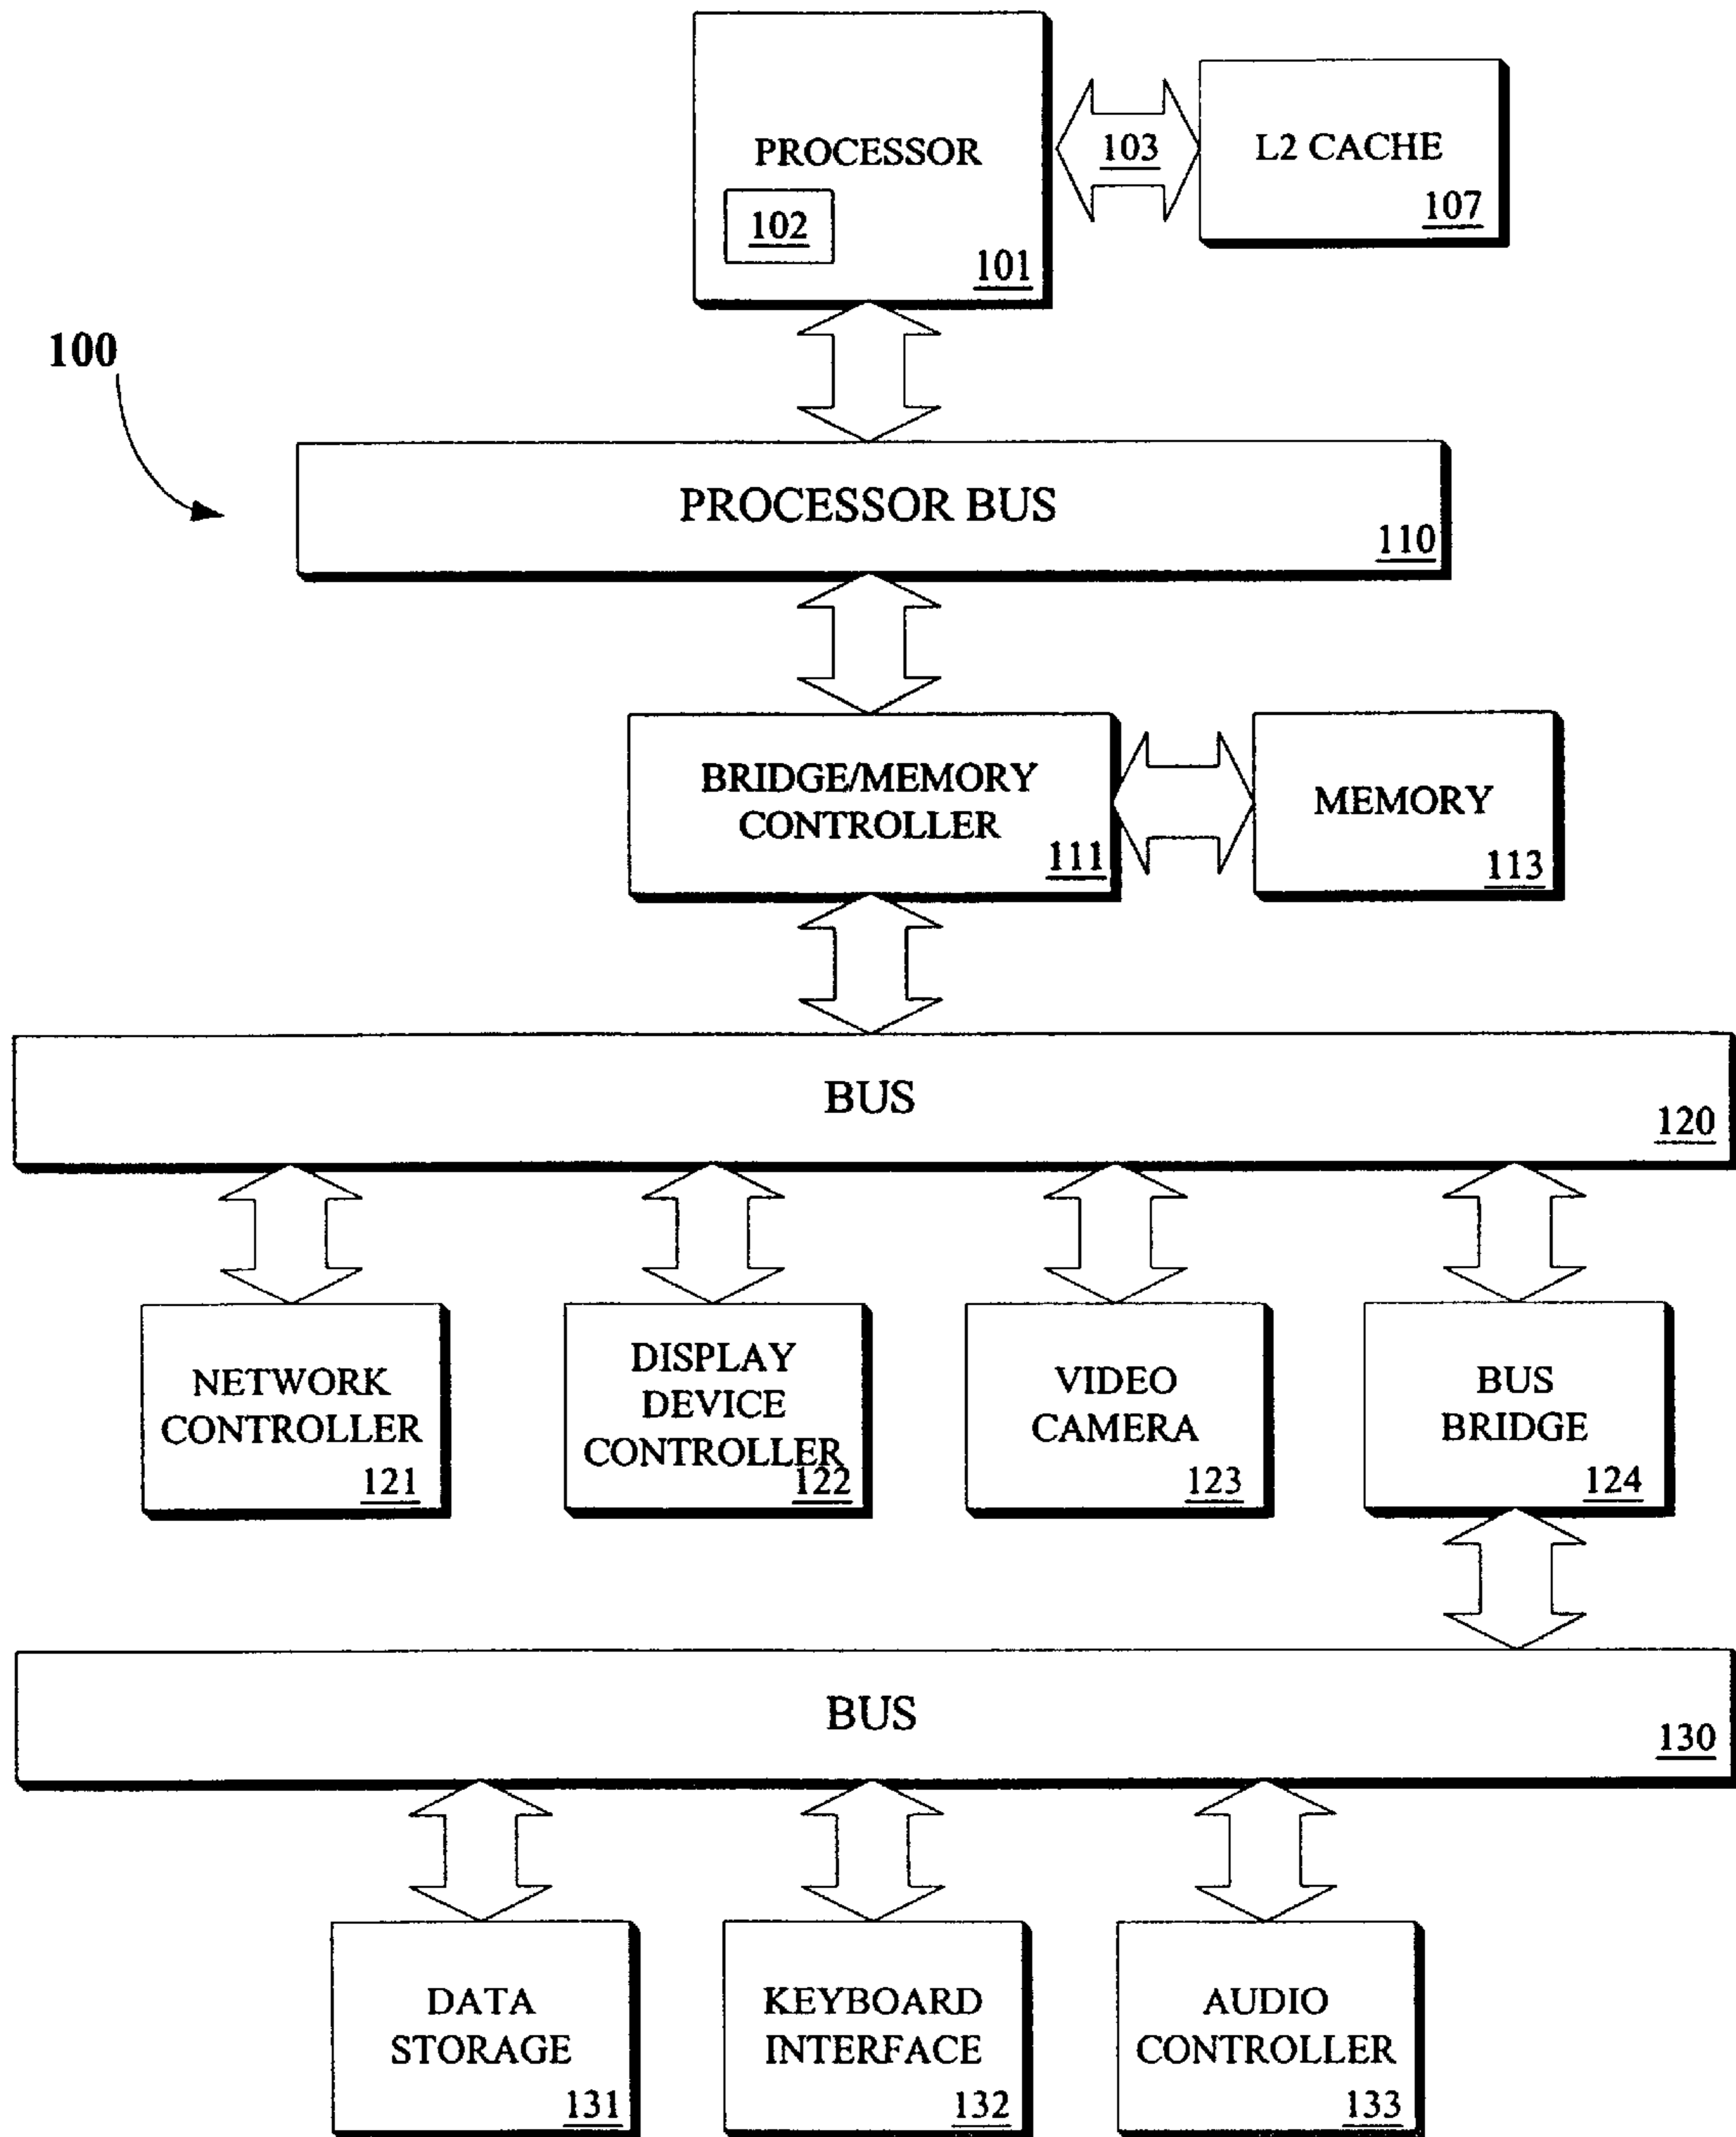 PROCESSOR
102
101
103
L2 CACHE
107
100
PROCESSOR BUS
110
BRIDGE/MEMORY
CONTROLLER
111
MEMORY
113
BUS
120
NETWORK
CONTROLLER
121
DISPLAY
DEVICE
CONTROLLER
122
VIDEO
CAMERA
123
BUS
BRIDGE
124
BUS
130
DATA
STORAGE
131
KEYBOARD
INTERFACE
132
AUDIO
CONTROLLER
133